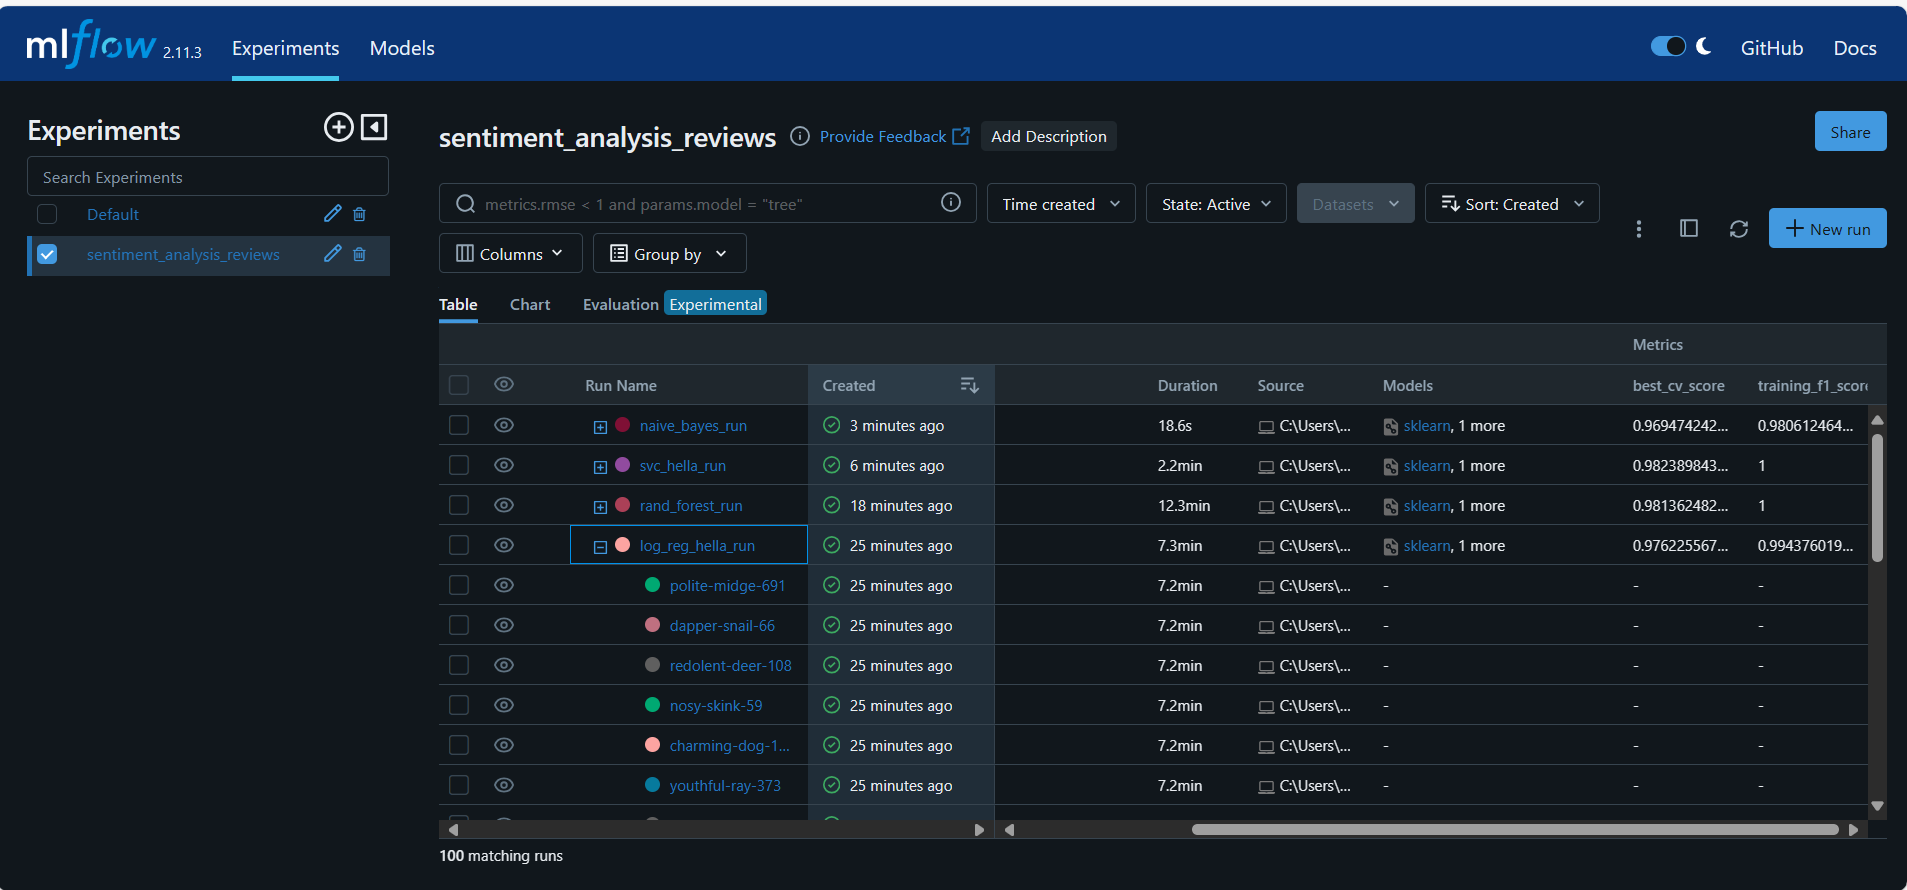 mlflow 2.11.3 Experiments Models GitHub Docs
Experiments
Search Experiments
Default
sentiment_analysis_reviews
sentiment_analysis_reviews Provide Feedback Add Description Share
metrics.rmse < 1 and params.model = "tree" Time created State: Active Datasets Sort: Created
Columns Group by
New run
Table Chart Evaluation Experimental
Metrics
Run Name Created Duration Source Models best_cv_score training_f1_score
naive_bayes_run 3 minutes ago 18.6s C:\Users\... sklearn, 1 more 0.969474242... 0.980612464...
svc_hella_run 6 minutes ago 2.2min C:\Users\... sklearn, 1 more 0.982389843... 1
rand_forest_run 18 minutes ago 12.3min C:\Users\... sklearn, 1 more 0.981362482... 1
log_reg_hella_run 25 minutes ago 7.3min C:\Users\... sklearn, 1 more 0.976225567... 0.994376019...
polite-midge-691 25 minutes ago 7.2min C:\Users\... - - -
dapper-snail-66 25 minutes ago 7.2min C:\Users\... - - -
redolent-deer-108 25 minutes ago 7.2min C:\Users\... - - -
nosy-skink-59 25 minutes ago 7.2min C:\Users\... - - -
charming-dog-1... 25 minutes ago 7.2min C:\Users\... - - -
youthful-ray-373 25 minutes ago 7.2min C:\Users\... - - -
100 matching runs